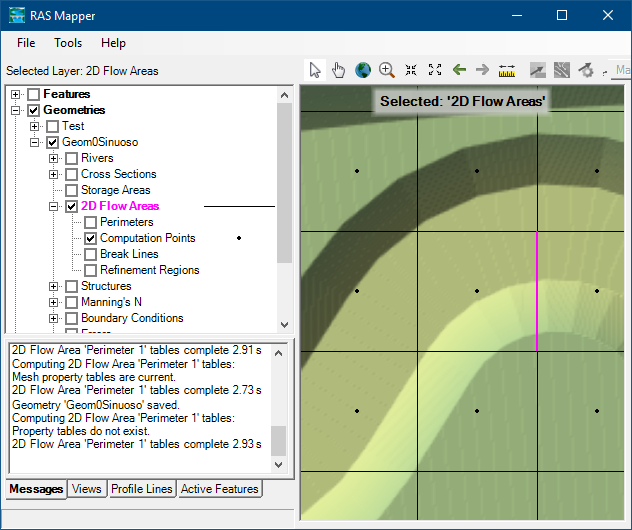 RAS Mapper
File Tools Help
Selected Layer: 2D Flow Areas
Ma
Selected: '2D Flow Areas'
Features
Geometries
Test
Geom0Sinuoso
Rivers
Cross Sections
Storage Areas
2D Flow Areas
Perimeters
Computation Points
Break Lines
Refinement Regions
Structures
Manning's N
Boundary Conditions
2D Flow Area 'Perimeter 1' tables complete 2.91 s
Computing 2D Flow Area 'Perimeter 1' tables:
Mesh property tables are current.
2D Flow Area 'Perimeter 1' tables complete 2.73 s
Geometry 'Geom0Sinuoso' saved.
Computing 2D Flow Area 'Perimeter 1' tables:
Property tables do not exist.
2D Flow Area 'Perimeter 1' tables complete 2.93 s
Messages Views Profile Lines Active Features